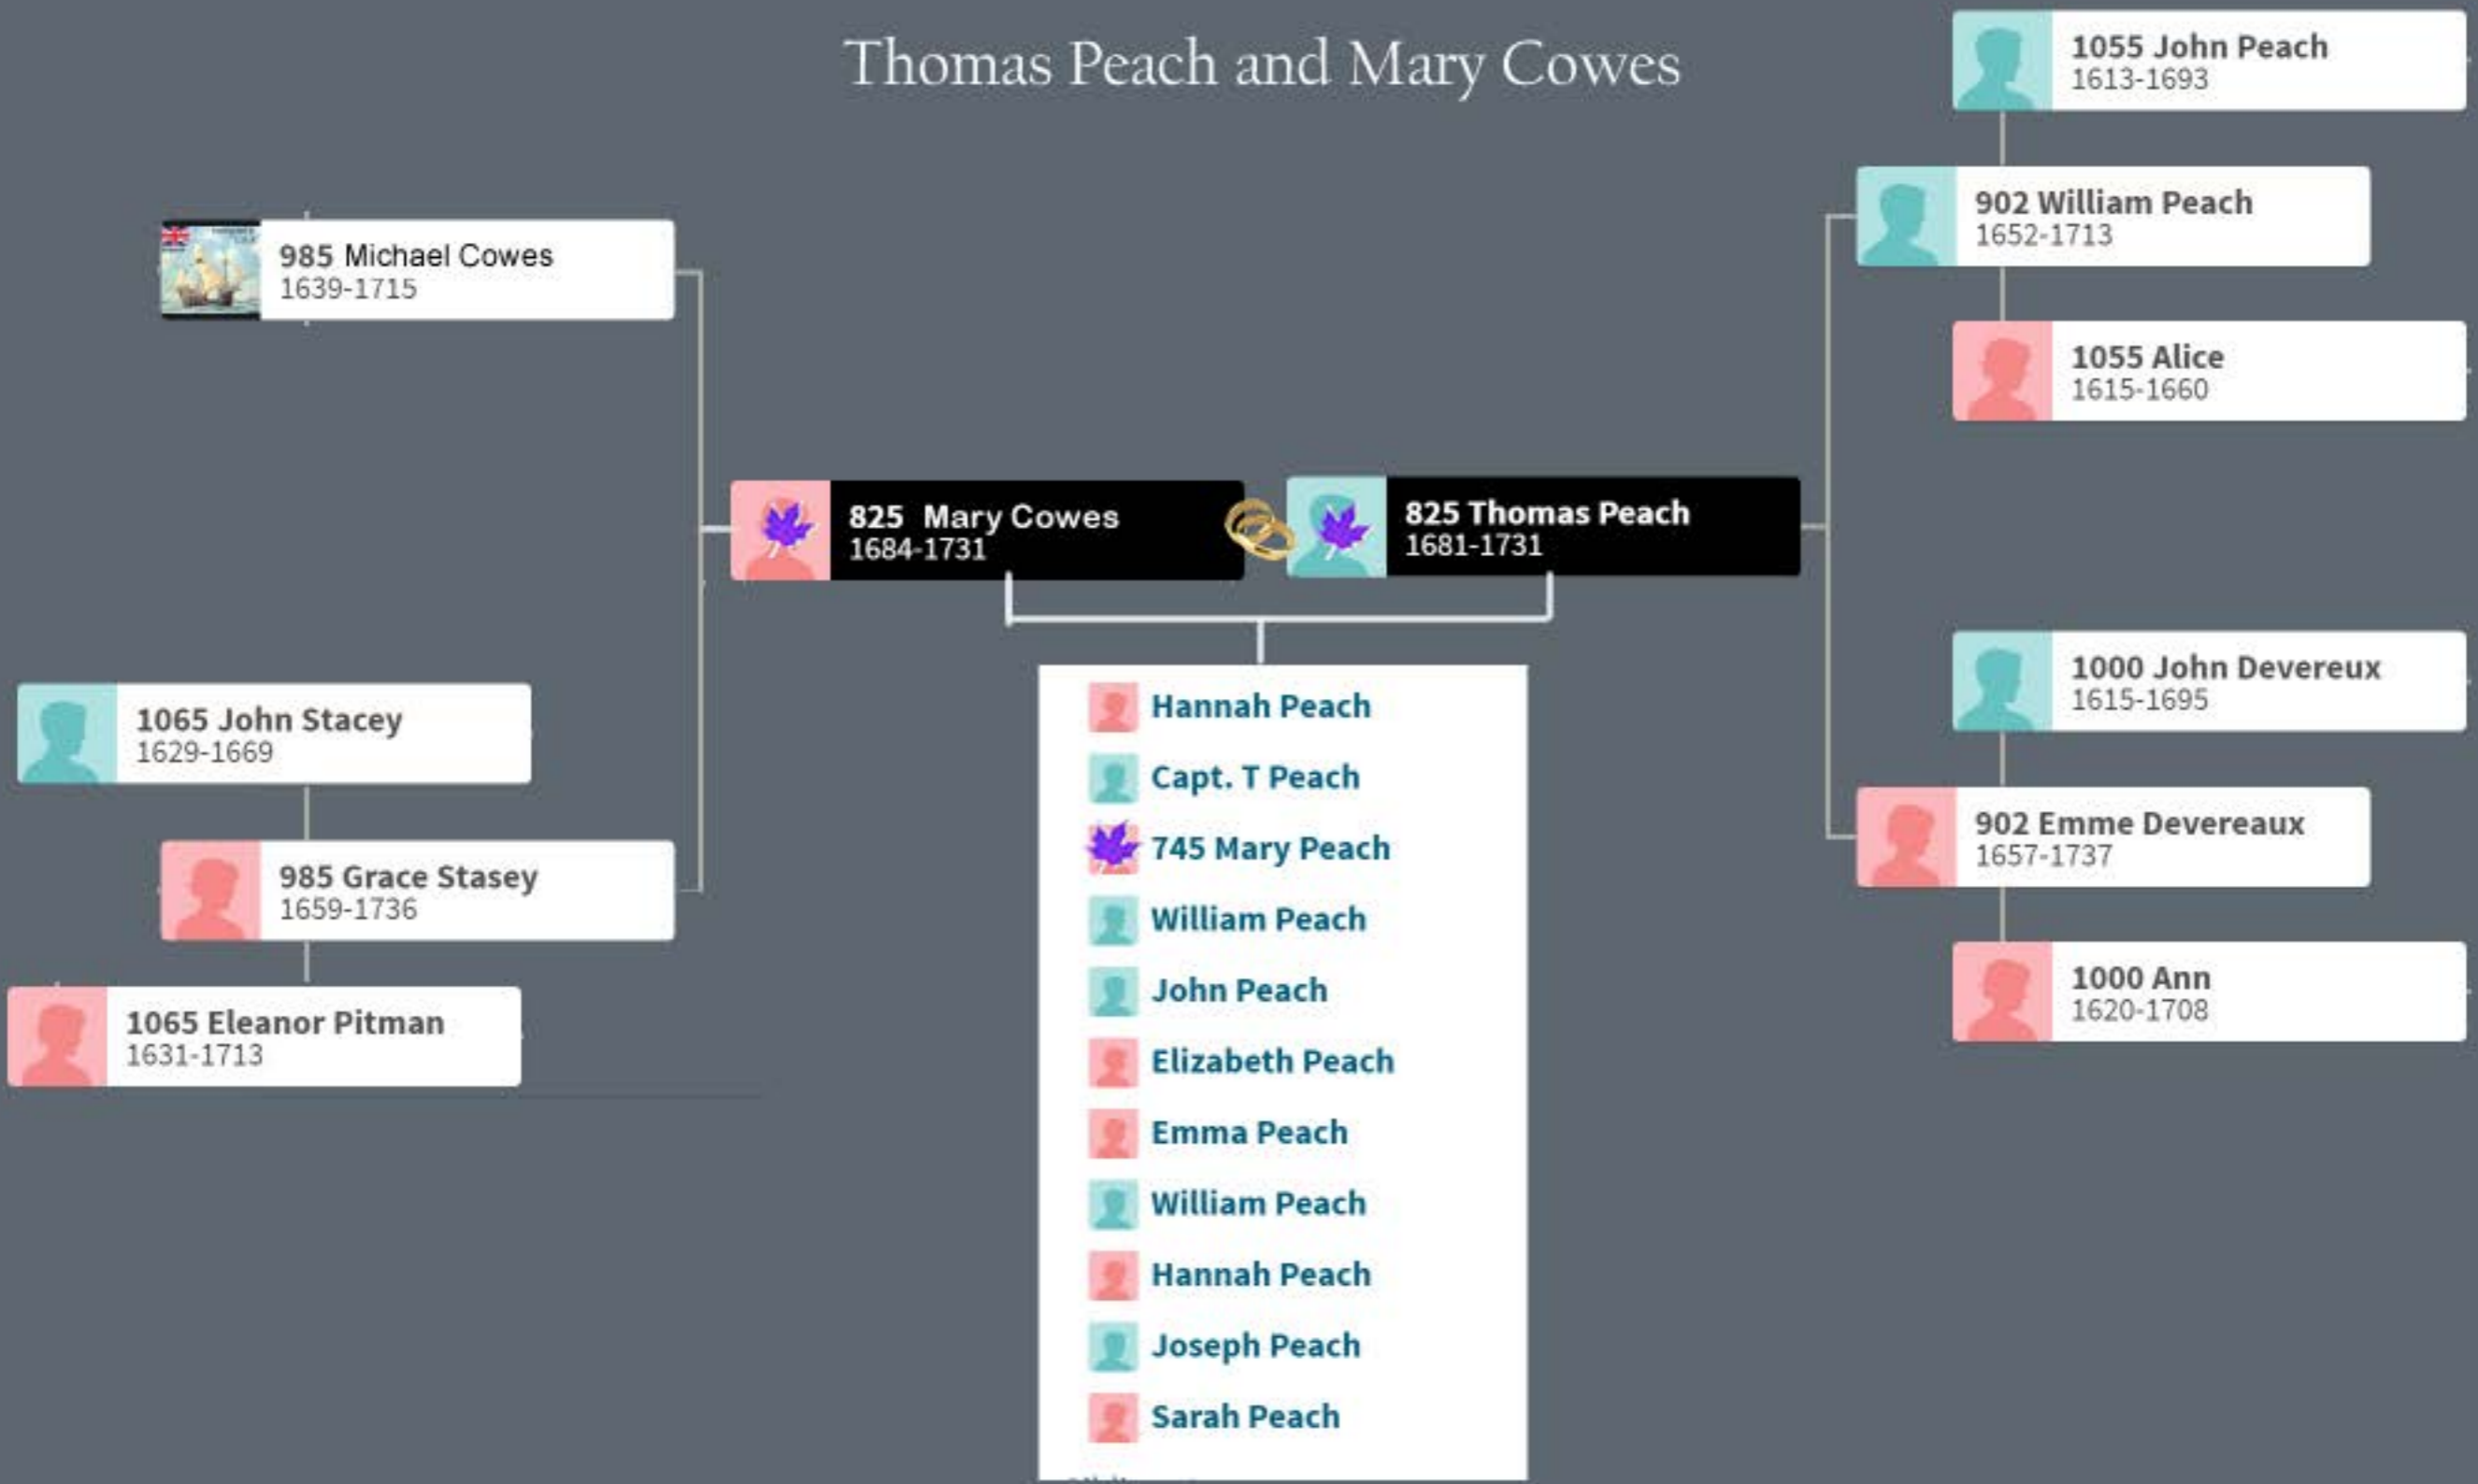 Thomas Peach and Mary Cowes
985 Michael Cowes
1639-1715
1065 John Stacey
1629-1669
985 Grace Stasey
1659-1736
1065 Eleanor Pitman
1631-1713
825 Mary Cowes
1684-1731
825 Thomas Peach
1681-1731
Hannah Peach
Capt. T Peach
745 Mary Peach
William Peach
John Peach
Elizabeth Peach
Emma Peach
William Peach
Hannah Peach
Joseph Peach
Sarah Peach
1055 John Peach
1613-1693
902 William Peach
1652-1713
1055 Alice
1615-1660
1000 John Devereux
1615-1695
902 Emme Devereaux
1657-1737
1000 Ann
1620-1708